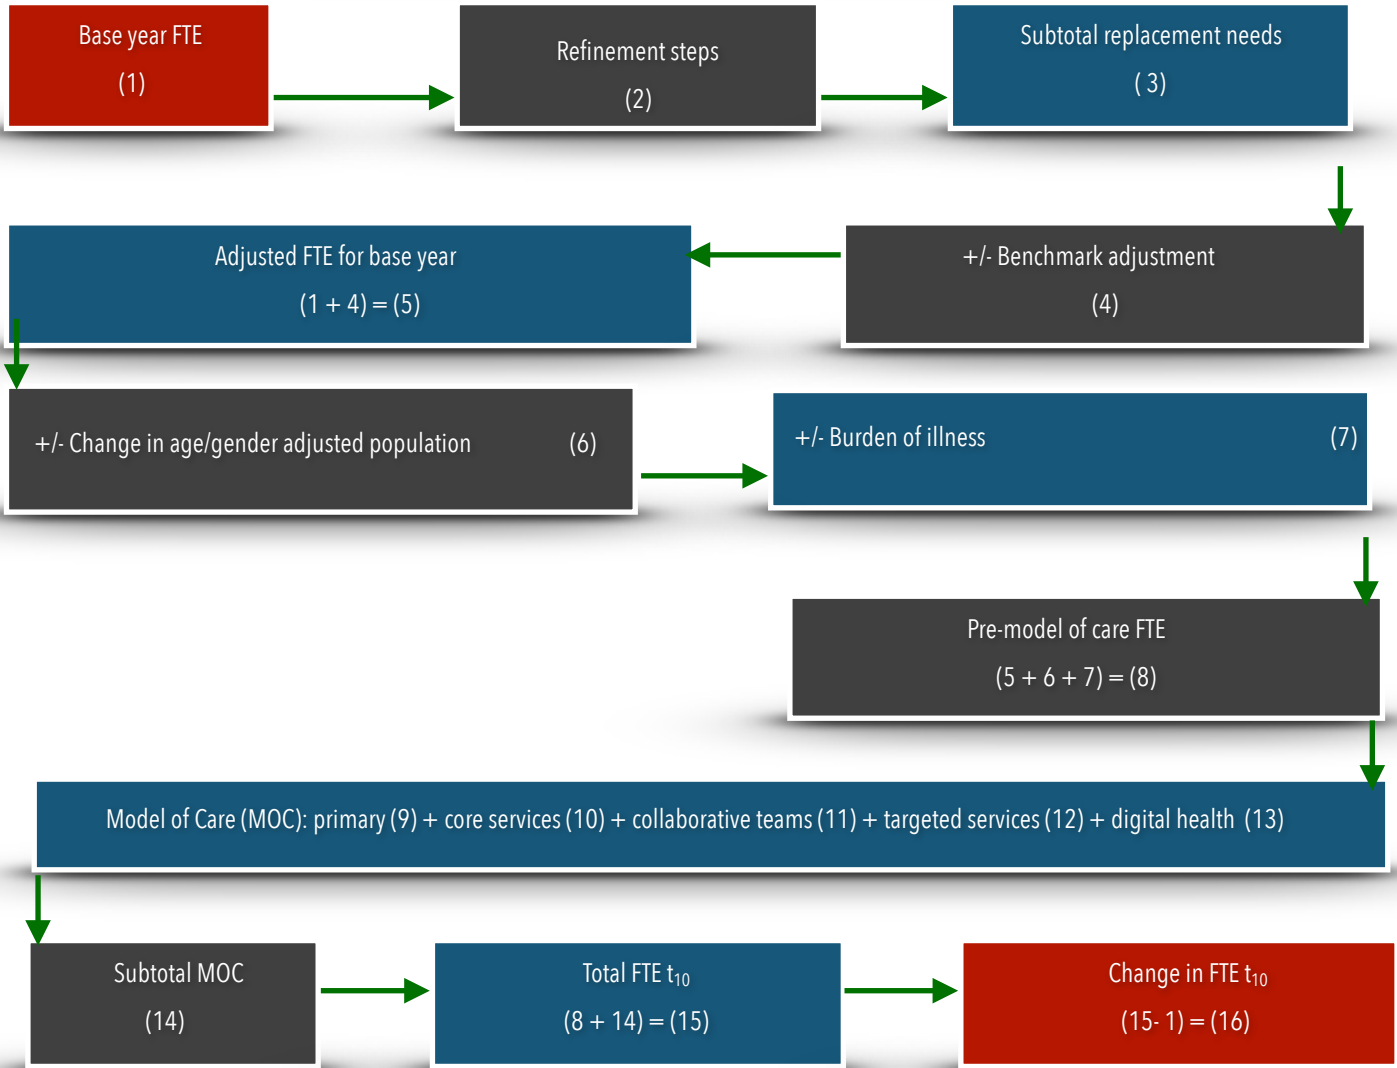 Base year FTE
(1)
Refinement steps
(2)
Subtotal replacement needs
( 3)
Adjusted FTE for base year
(1 + 4) = (5)
+/- Benchmark adjustment
(4)
+/- Change in age/gender adjusted population (6)
+/- Burden of illness (7)
Pre-model of care FTE
(5 + 6 + 7) = (8)
Model of Care (MOC): primary (9) + core services (10) + collaborative teams (11) + targeted services (12) + digital health (13)
Subtotal MOC
(14)
Total FTE t10
(8 + 14) = (15)
Change in FTE t10
(15- 1) = (16)